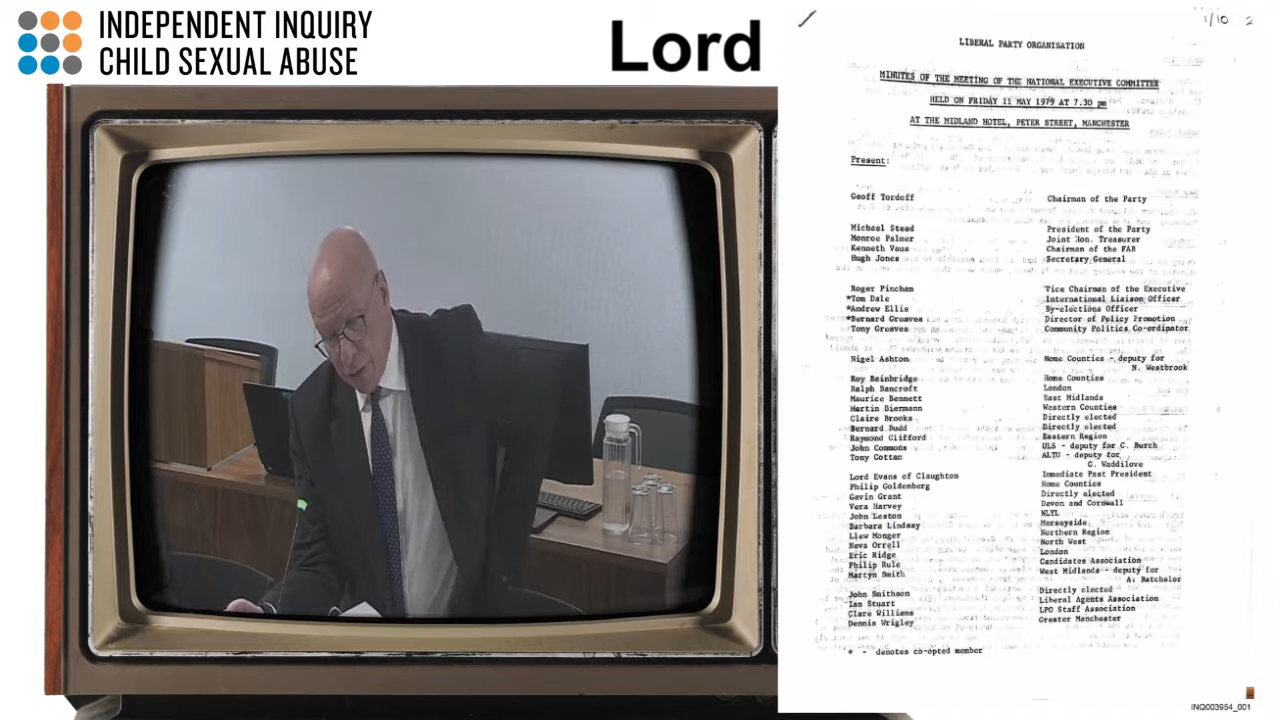 INDEPENDENT INQUIRY
CHILD SEXUAL ABUSE
Lord
1/10 2
LIBERAL PARTY ORGANISATION
MINUTES OF THE MEETING OF THE NATIONAL EXECUTIVE COMMITTEE
HELD ON FRIDAY 11 MAY 1979 AT 7.30 pm
AT THE MIDLAND HOTEL, PETER STREET, MANCHESTER
Present:
Geoff Tordoff Chairman of the Party
Michael Steed President of the Party
Monroe Palmer Joint Hon. Treasurer
Kenneth Vaus Chairman of the FAB
Hugh Jones Secretary General
Roger Pincham Vice Chairman of the Executive
*Tom Dale International Liaison Officer
*Andrew Ellis By-elections Officer
*Bernard Greaves Director of Policy Promotion
Tony Greaves Community Politics Co-ordinator
Nigel Ashton Home Counties - deputy for
N. Westbrook
Roy Bainbridge Home Counties
Ralph Bancroft London
Maurice Bennett East Midlands
Martin Biermann Western Counties
Claire Brooks Directly elected
Bernard Budd Directly elected
Raymond Clifford Eastern Region
John Commons ULS - deputy for C. Burch
Tony Cottan ALTU - deputy for
G. Waddilove
Lord Evans of Claughton Immediate Past President
Philip Goldenberg Home Counties
Gavin Grant Directly elected
Vera Harvey Devon and Cornwall
John Leston NLYL
Barbara Lindsay Merseyside
Llew Monger Northern Region
Neva Orrell North West
Eric Ridge London
Philip Rule Candidates Association
Martyn Smith West Midlands - deputy for
A. Batchelor
John Smithson Directly elected
Ian Stuart Liberal Agents Association
Clare Williams LPO Staff Association
Dennis Wrigley Greater Manchester
* - denotes co-opted member
INQ003954_001